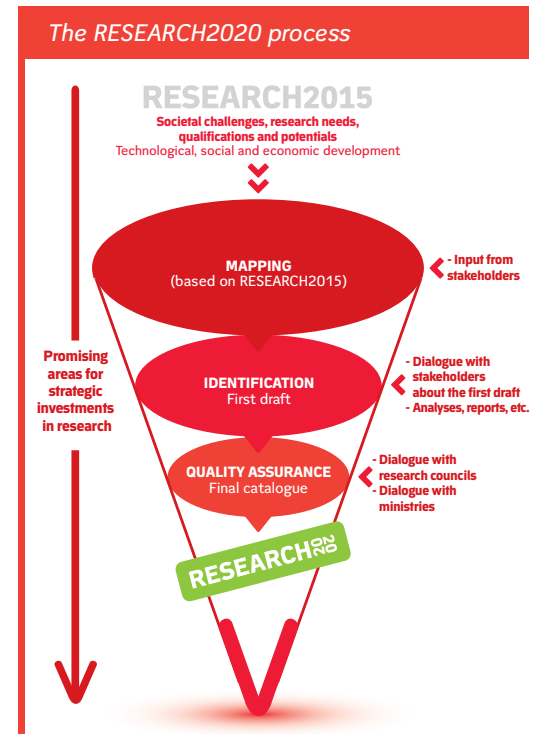 The RESEARCH2020 process
RESEARCH2015
Societal challenges, research needs,
qualifications and potentials
Technological, social and economic development
MAPPING
(based on RESEARCH2015)
- Input from
stakeholders
Promising
areas for
strategic
investments
in research
IDENTIFICATION
First draft
- Dialogue with
stakeholders
about the first draft
- Analyses, reports, etc.
QUALITY ASSURANCE
Final catalogue
- Dialogue with
research councils
- Dialogue with
ministries
RESEARCH2020